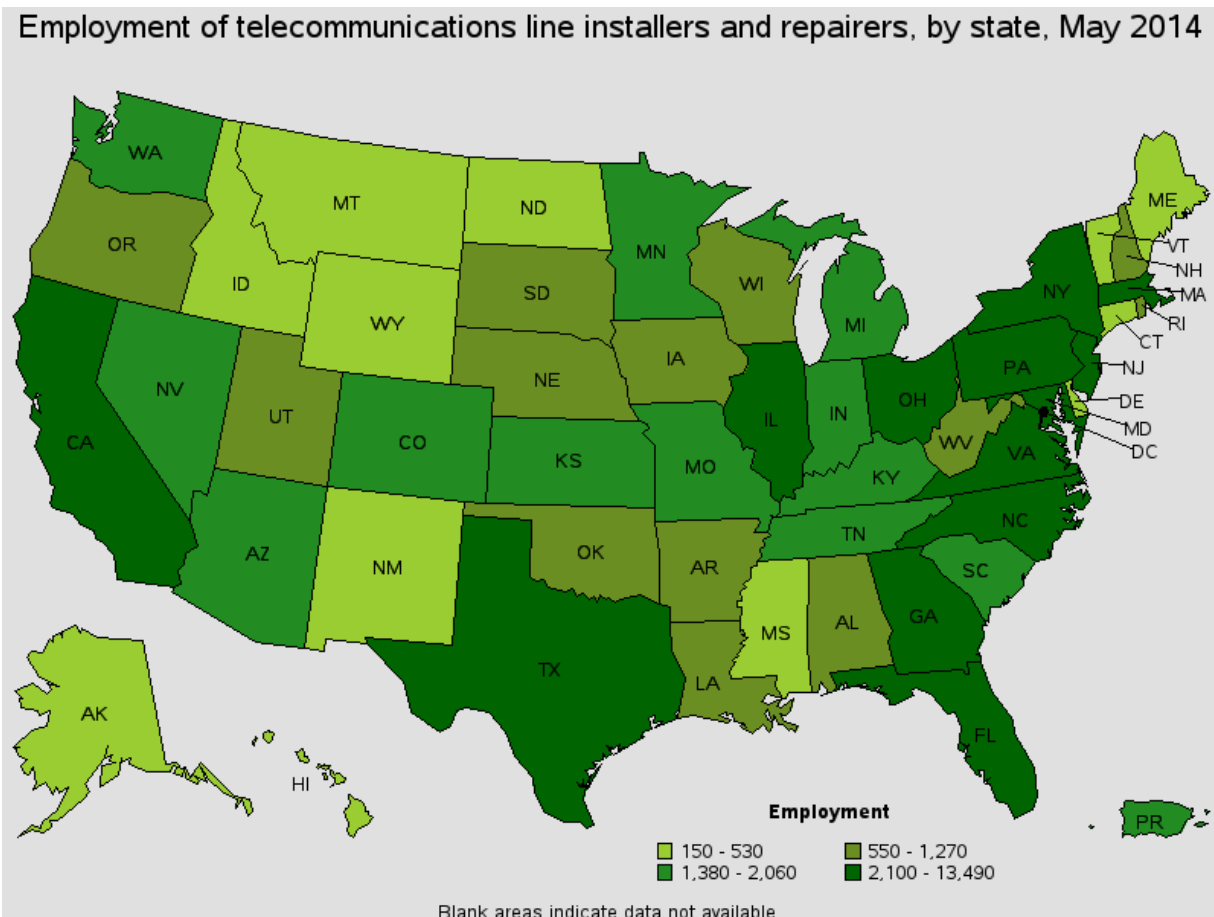 Employment of telecommunications line installers and repairers, by state, May 2014
WA
MT
ND
ME
OR
MN
VT
ID
SD
WI
NH
NY
MA
WY
MI
RI
CT
IA
PA
NJ
NV
NE
OH
DE
UT
IL
IN
MD
CA
CO
WV
DC
KS
MO
VA
KY
NC
TN
AZ
OK
NM
AR
SC
GA
MS
AL
TX
LA
AK
FL
HI
PR
Employment
150 - 530
550 - 1,270
1,380 - 2,060
2,100 - 13,490
Blank areas indicate data not available